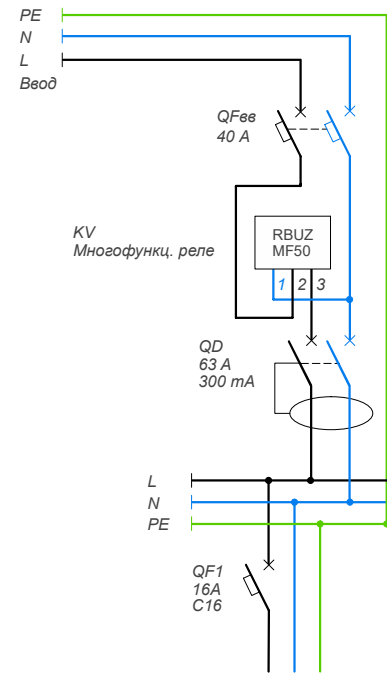 PE
N
L
Ввод
QFвв
40 А
KV
Многофункц. реле
RBUZ
MF50
1 2 3
QD
63 А
300 mA
L
N
PE
QF1
16А
C16